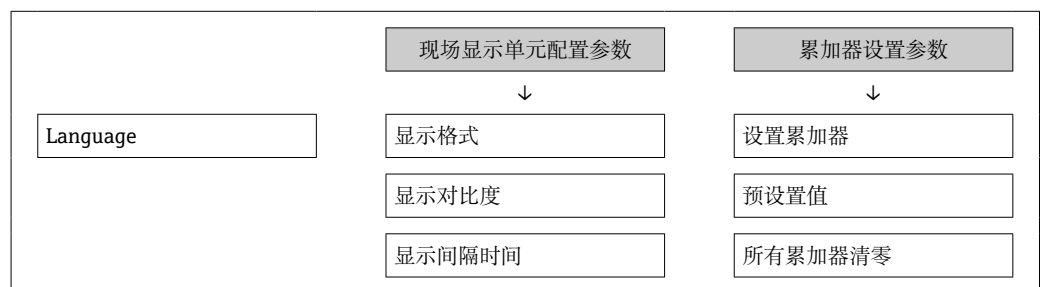 现场显示单元配置参数 累加器设置参数
↓ ↓
Language 显示格式 设置累加器
显示对比度 预设置值
显示间隔时间 所有累加器清零